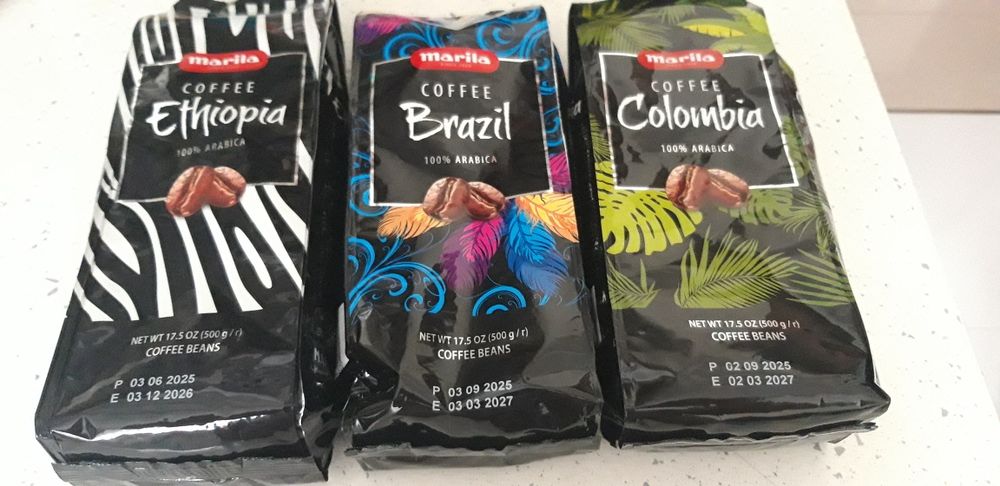 marila
COFFEE
Ethiopia
100% ARABICA
NET WT 17.5 OZ (500 g / r)
COFFEE BEANS
P 03 06 2025
E 03 12 2026
marila
COFFEE
Brazil
100% ARABICA
NET WT 17.5 OZ (500 g / r)
COFFEE BEANS
P 03 09 2025
E 03 03 2027
marila
COFFEE
Colombia
100% ARABICA
NET WT 17.5 OZ (500 g / r)
COFFEE BEANS
P 02 09 2025
E 02 03 2027